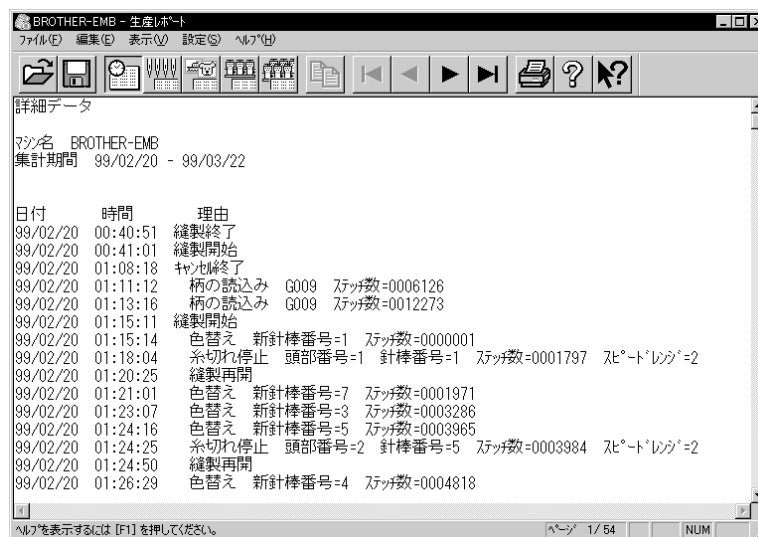 BROTHER-EMB - 生産ﾚﾎﾟｰﾄ
ﾌｧｲﾙ(F) 編集(E) 表示(V) 設定(S) ﾍﾙﾌﾟ(H)
詳細データ
ﾏｼﾝ名 BROTHER-EMB
集計期間 99/02/20 - 99/03/22
日付 時間 理由
99/02/20 00:40:51 縫製終了
99/02/20 00:41:01 縫製開始
99/02/20 01:08:18 ｷｬﾝｾﾙ終了
99/02/20 01:11:12 柄の読込み G009 ｽﾃｯﾁ数=0006126
99/02/20 01:13:16 柄の読込み G009 ｽﾃｯﾁ数=0012273
99/02/20 01:15:11 縫製開始
99/02/20 01:15:14 色替え 新針棒番号=1 ｽﾃｯﾁ数=0000001
99/02/20 01:18:04 糸切れ停止 頭部番号=1 針棒番号=1 ｽﾃｯﾁ数=0001797 ｽﾋﾟｰﾄﾞﾚﾝｼﾞ=2
99/02/20 01:20:25 縫製再開
99/02/20 01:21:01 色替え 新針棒番号=7 ｽﾃｯﾁ数=0001971
99/02/20 01:23:07 色替え 新針棒番号=3 ｽﾃｯﾁ数=0003286
99/02/20 01:24:16 色替え 新針棒番号=5 ｽﾃｯﾁ数=0003965
99/02/20 01:24:25 糸切れ停止 頭部番号=2 針棒番号=5 ｽﾃｯﾁ数=0003984 ｽﾋﾟｰﾄﾞﾚﾝｼﾞ=2
99/02/20 01:24:50 縫製再開
99/02/20 01:26:29 色替え 新針棒番号=4 ｽﾃｯﾁ数=0004818
ﾍﾙﾌﾟを表示するには [F1] を押してください。 ﾍﾟｰｼﾞ 1/54 NUM